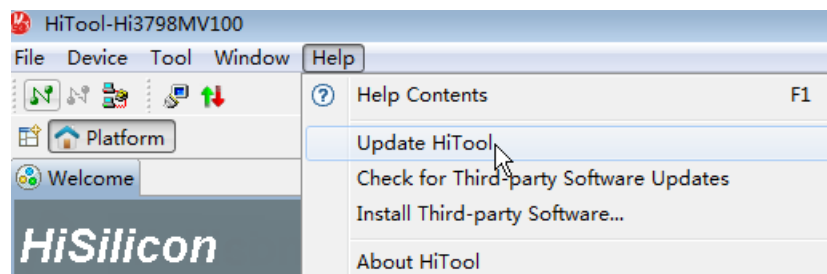 HiTool-Hi3798MV100
File Device Tool Window Help
Help Contents F1
Platform
Update HiTool
Welcome
Check for Third-party Software Updates
Install Third-party Software...
HiSilicon
About HiTool